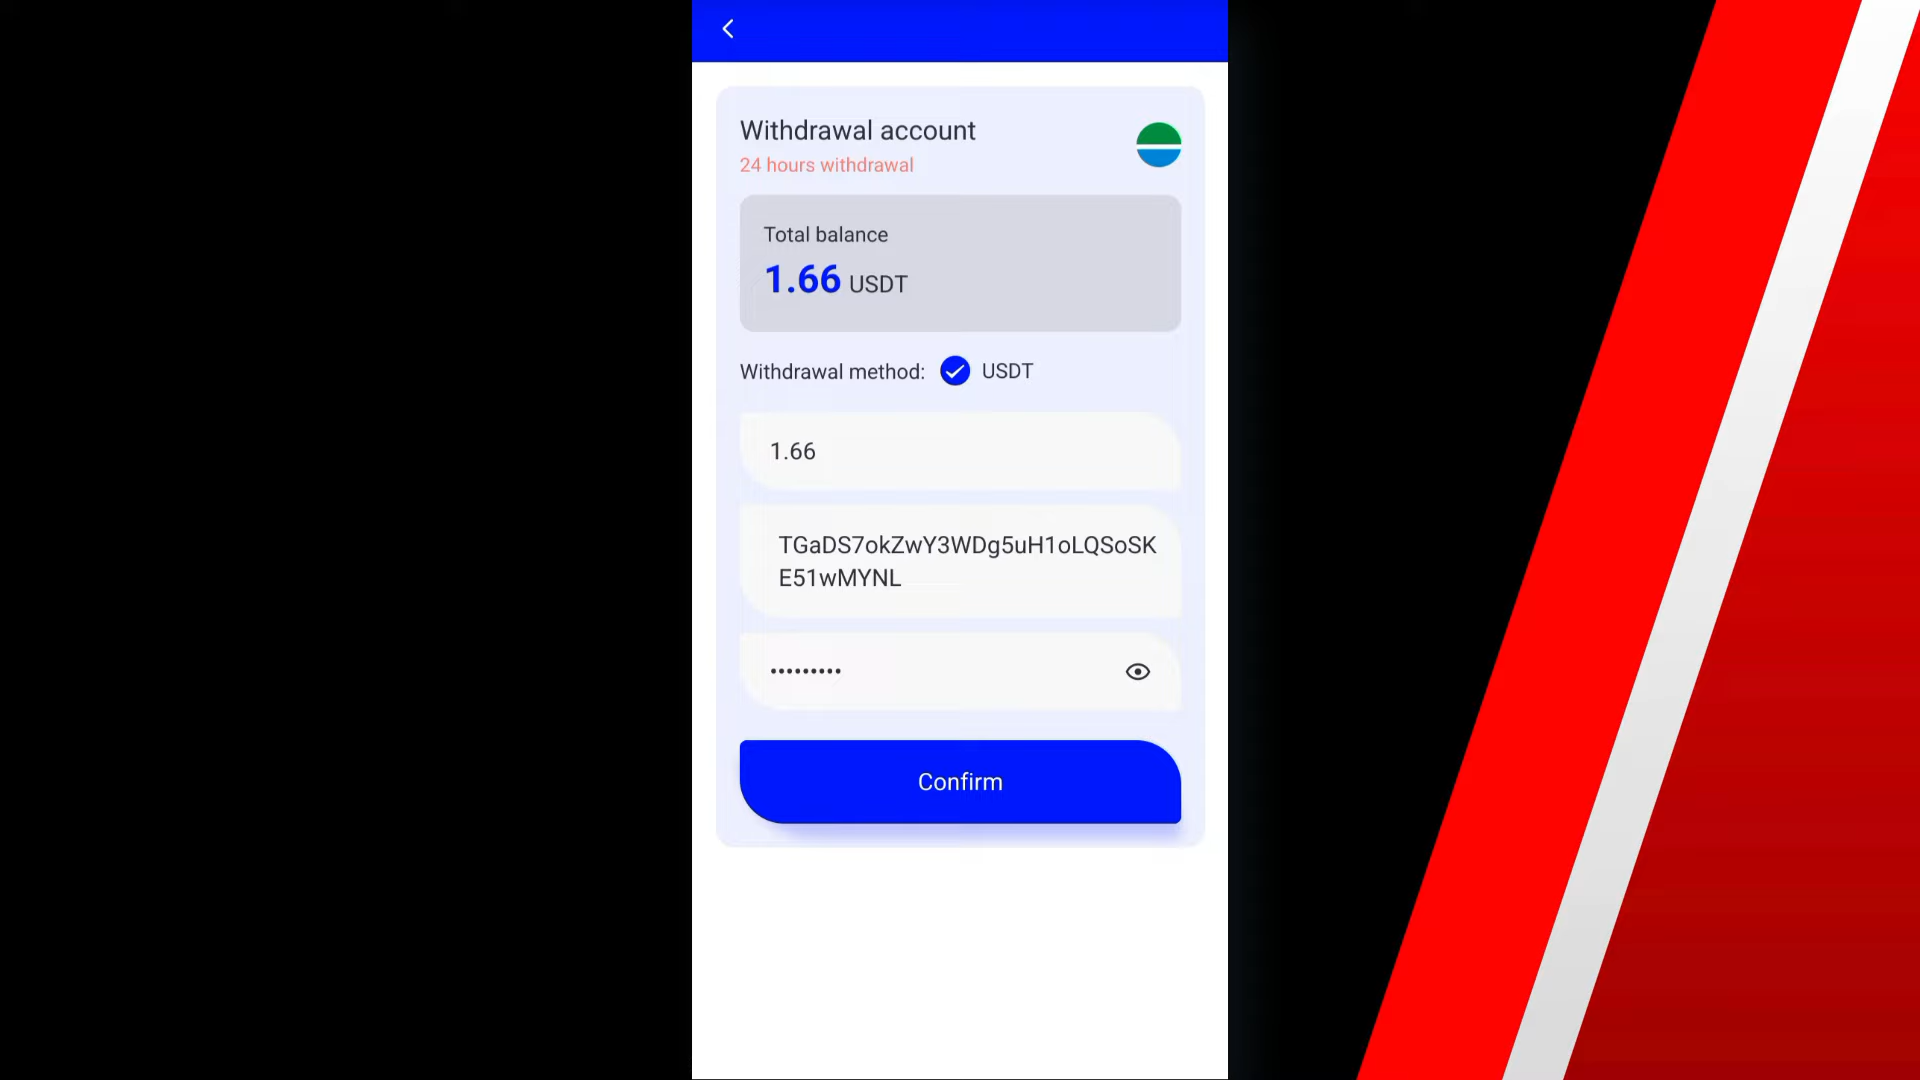 Withdrawal account
24 hours withdrawal
Total balance
1.66 USDT
Withdrawal method: USDT
1.66
TGaDS7okZwY3WDg5uH1oLQSoSK
E51wMYNL
•••••••••
Confirm